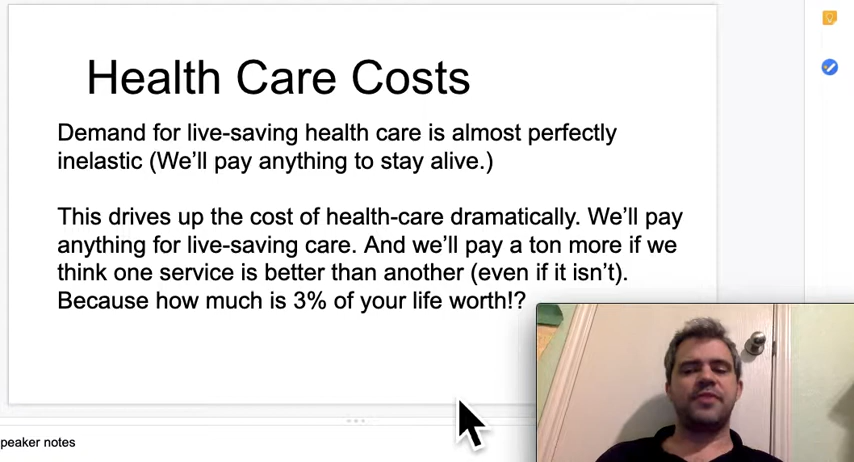 Health Care Costs
Demand for live-saving health care is almost perfectly
inelastic (We'll pay anything to stay alive.)
This drives up the cost of health-care dramatically. We'll pay
anything for live-saving care. And we'll pay a ton more if we
think one service is better than another (even if it isn't).
Because how much is 3% of your life worth!?
peaker notes